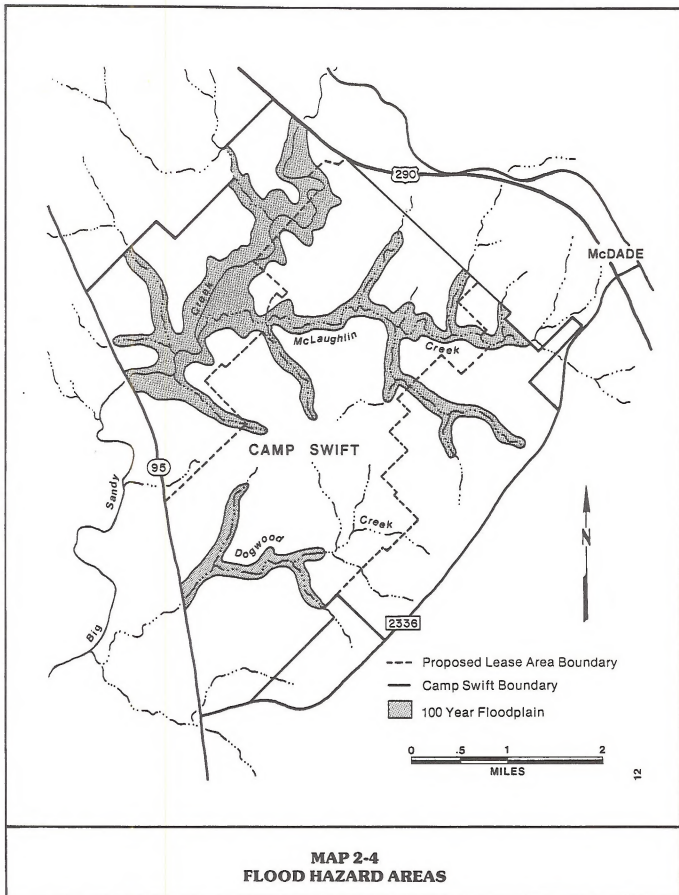 290
McDADE
Creek
McLaughlin
Creek
CAMP SWIFT
95
Sandy
Creek
Dogwood
N
Big
2336
Proposed Lease Area Boundary
Camp Swift Boundary
100 Year Floodplain
0 .5 1 2
MILES
12
MAP 2-4
FLOOD HAZARD AREAS